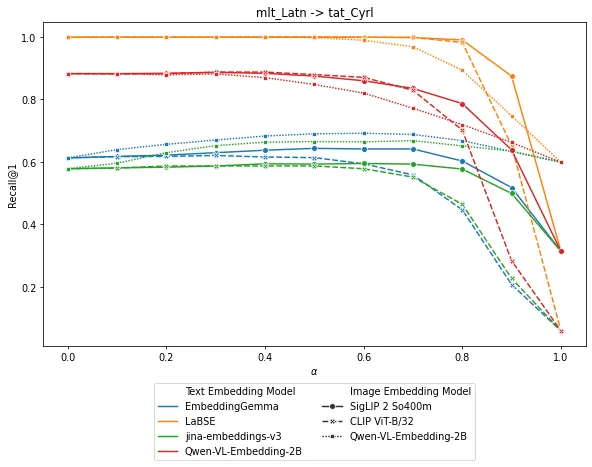 mlt_Latn -> tat_Cyrl
1.0
0.8
0.6
0.4
0.2
Recall@1
0.0 0.2 0.4 0.6 0.8 1.0
α
Text Embedding Model Image Embedding Model
EmbeddingGemma SigLIP 2 So400m
LaBSE CLIP ViT-B/32
jina-embeddings-v3 Qwen-VL-Embedding-2B
Qwen-VL-Embedding-2B